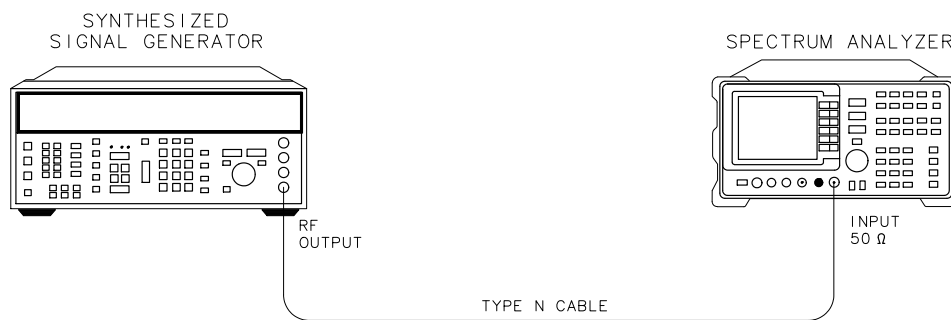 SYNTHESIZED
SIGNAL GENERATOR
SPECTRUM ANALYZER
RF
OUTPUT
INPUT
50 Ω
TYPE N CABLE